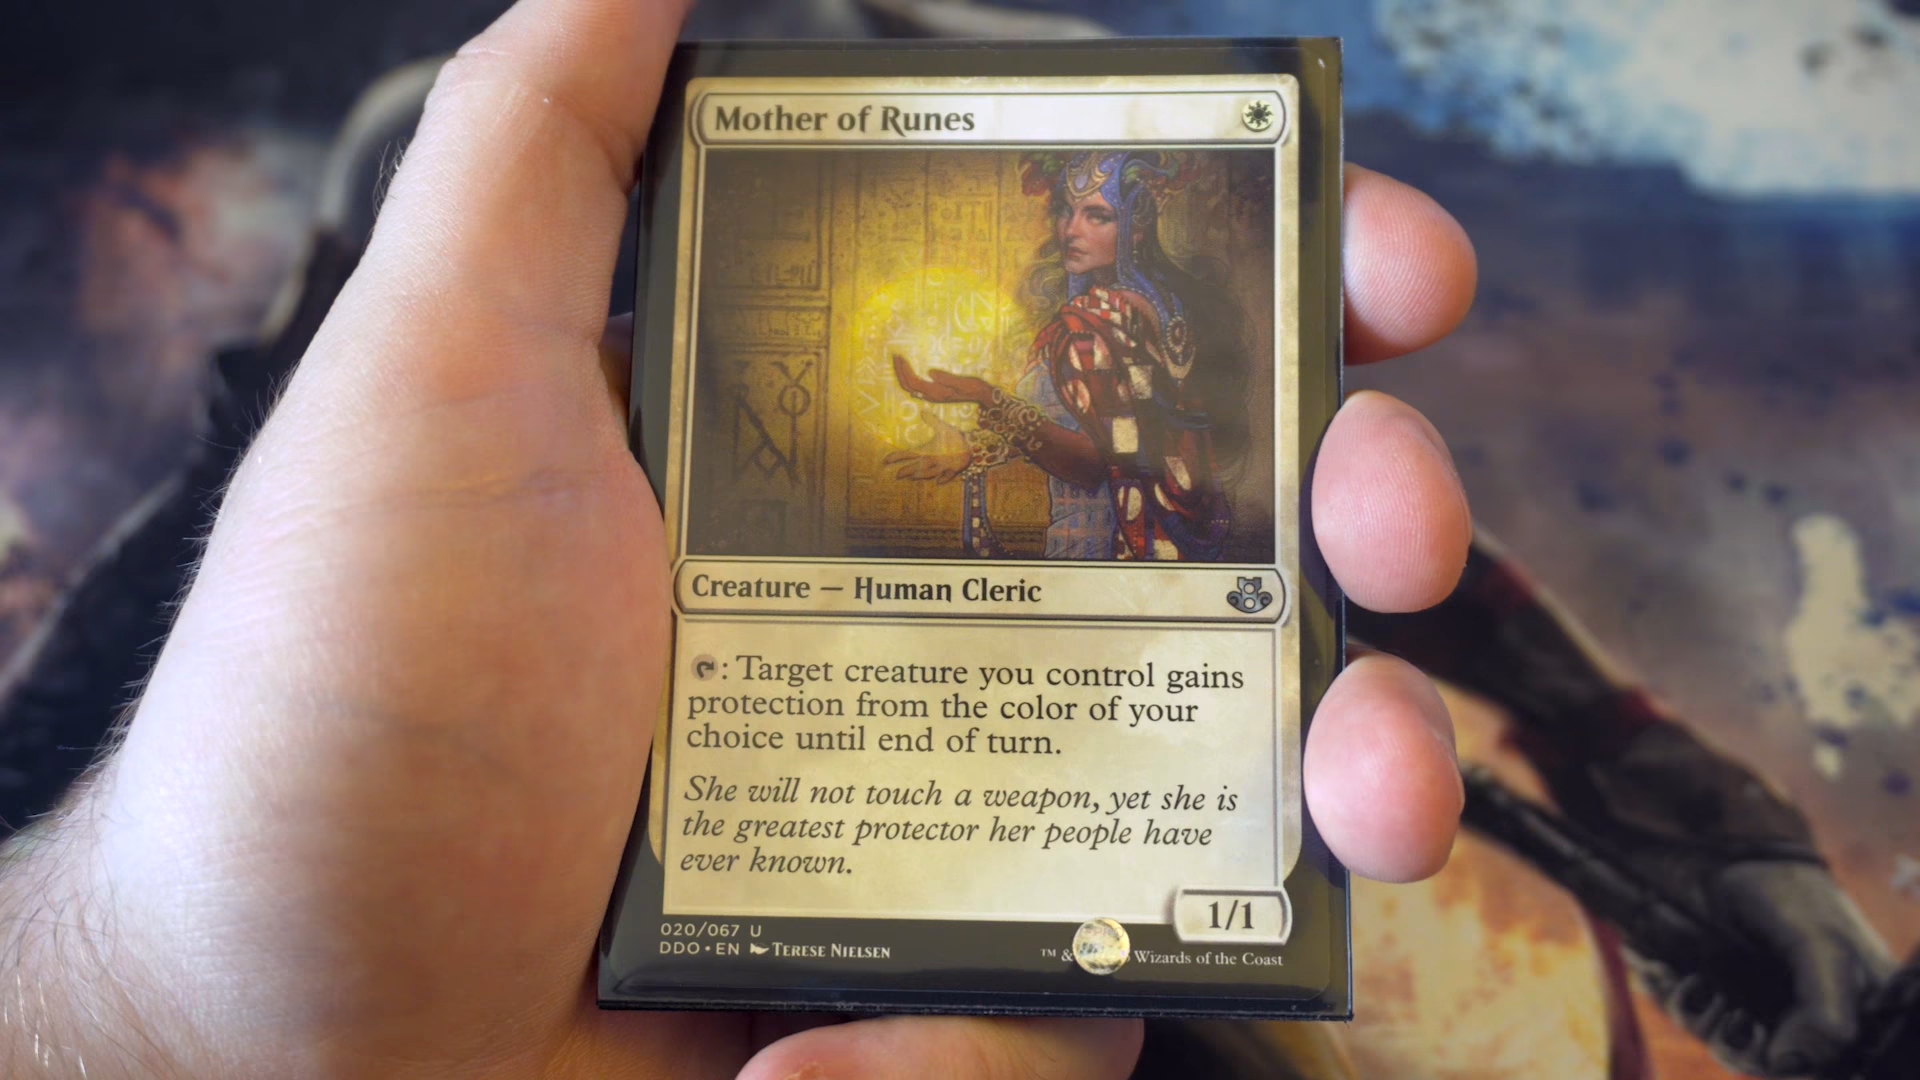 Mother of Runes
Creature — Human Cleric
: Target creature you control gains
protection from the color of your
choice until end of turn.
She will not touch a weapon, yet she is
the greatest protector her people have
ever known.
1/1
020/067 U
DDO • EN Terese Nielsen
™ & Wizards of the Coast